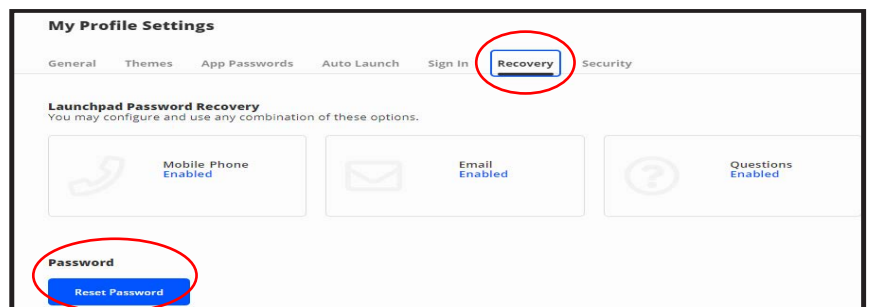 My Profile Settings
General Themes App Passwords Auto Launch Sign In Recovery Security
Launchpad Password Recovery
You may configure and use any combination of these options.
Mobile Phone
Enabled
Email
Enabled
Questions
Enabled
Password
Reset Password